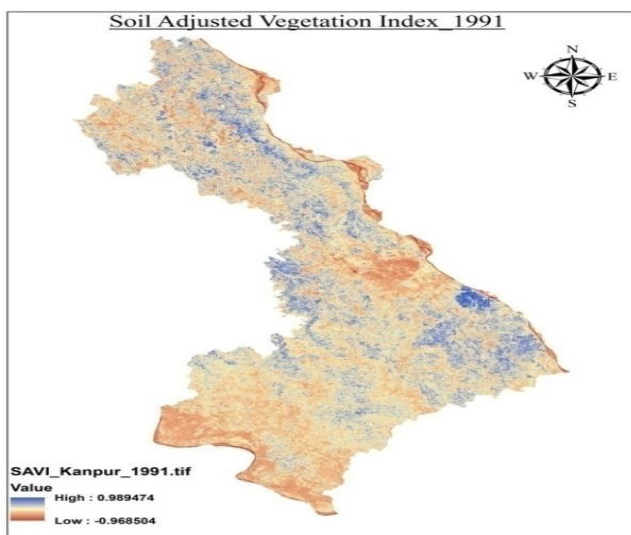 Soil Adjusted Vegetation Index_1991
N
W E
S
SAVI_Kanpur_1991.tif
Value
High : 0.989474
Low : -0.968504